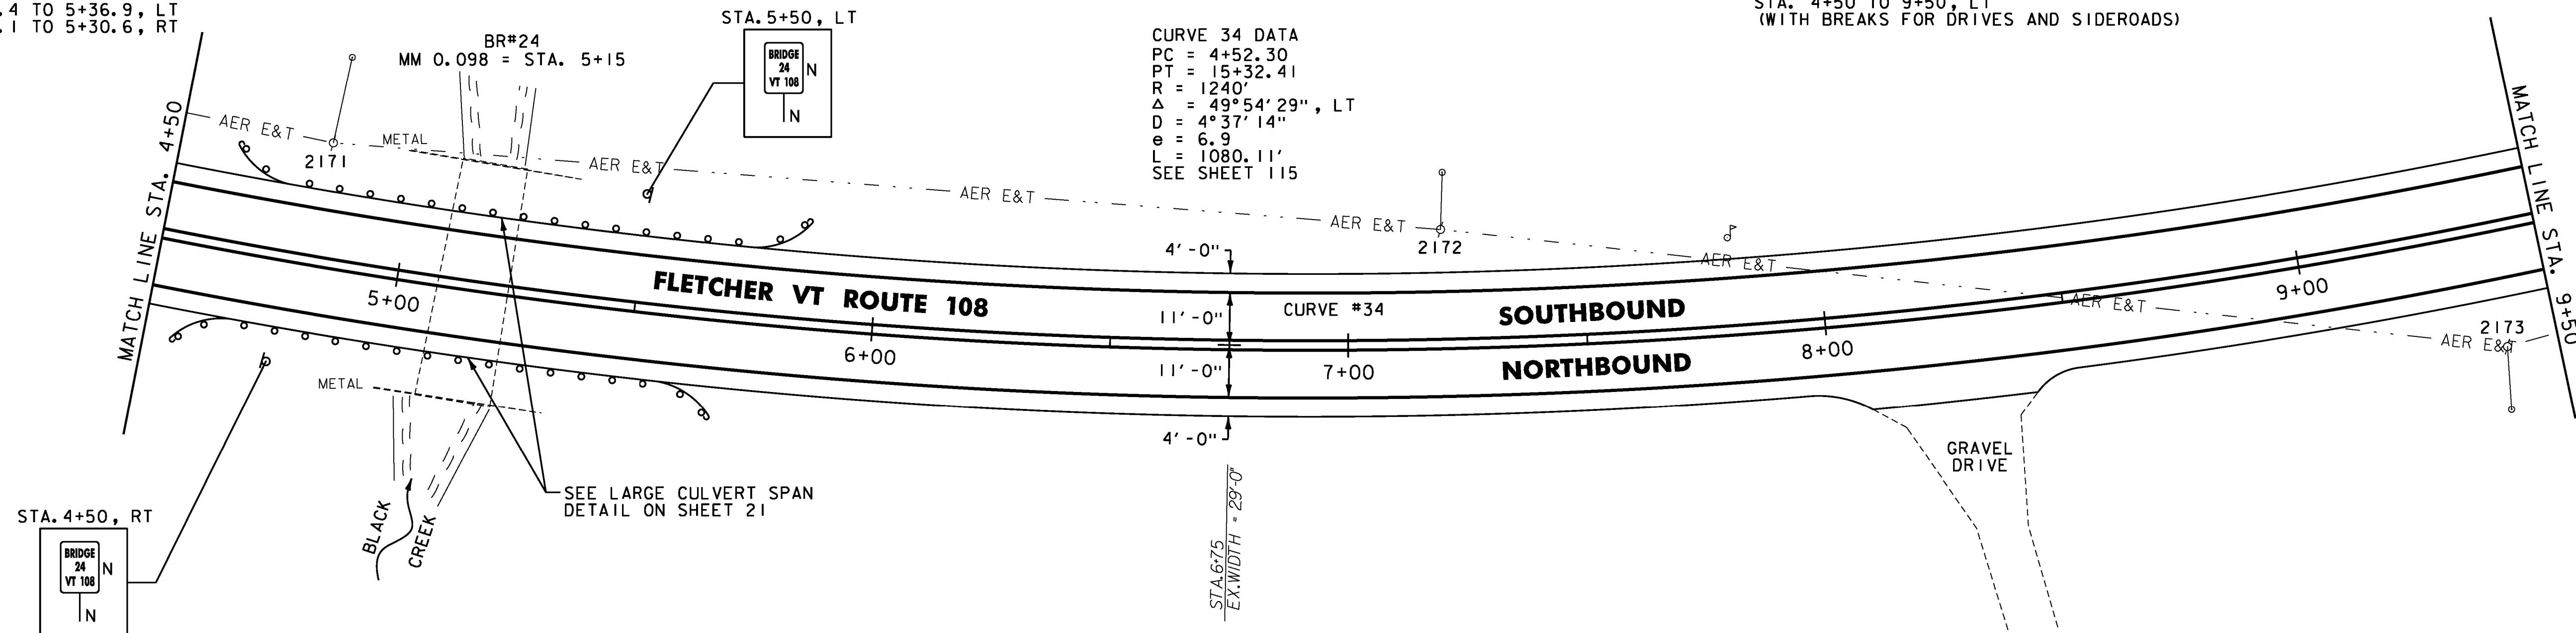 .4 TO 5+36.9, LT
.1 TO 5+30.6, RT
BR#24
MM 0.098 = STA. 5+15
STA. 5+50, LT
BRIDGE
24
VT 108
N
N
CURVE 34 DATA
PC = 4+52.30
PT = 15+32.41
R = 1240'
Δ = 49°54'29", LT
D = 4°37'14"
e = 6.9
L = 1080.11'
SEE SHEET 115
STA. 4+50 TO 9+50, LT
(WITH BREAKS FOR DRIVES AND SIDEROADS)
MATCH LINE STA. 4+50
MATCH LINE STA. 9+50
AER E&T
2171
METAL
AER E&T
AER E&T
AER E&T
2172
AER E&T
AER E&T
AER E&T
2173
4'-0"
11'-0"
11'-0"
4'-0"
FLETCHER VT ROUTE 108
CURVE #34
SOUTHBOUND
NORTHBOUND
5+00
6+00
7+00
8+00
9+00
METAL
GRAVEL
DRIVE
SEE LARGE CULVERT SPAN
DETAIL ON SHEET 21
BLACK
CREEK
STA.6+75
EX.WIDTH = 29'-0"
STA. 4+50, RT
BRIDGE
24
VT 108
N
N